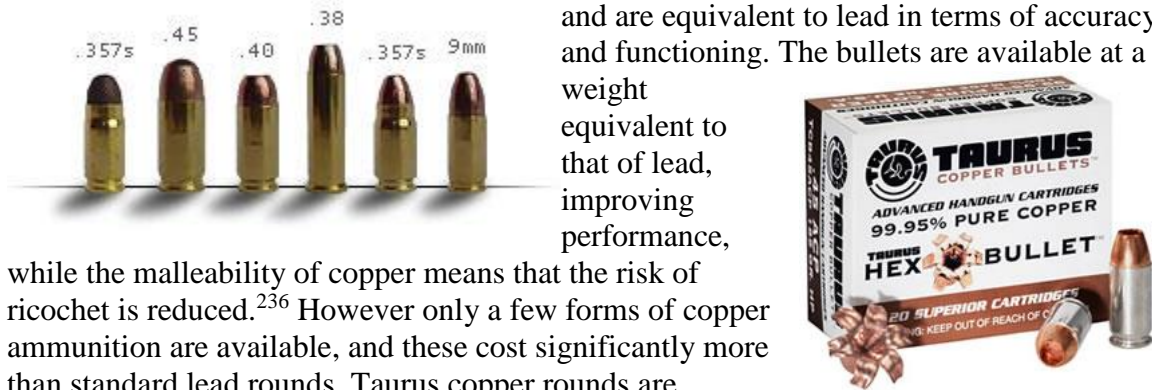 .357s
.45
.40
.38
.357s
9mm
and are equivalent to lead in terms of accuracy
and functioning. The bullets are available at a
weight
equivalent to
that of lead,
improving
performance,
while the malleability of copper means that the risk of
ricochet is reduced.236 However only a few forms of copper
ammunition are available, and these cost significantly more
than standard lead rounds. Taurus copper rounds are
TAURUS
TAURUS
COPPER BULLETS™
ADVANCED HANDGUN CARTRIDGES
99.95% PURE COPPER
TAURUS
HEX BULLET™
20 SUPERIOR CARTRIDGES
KEEP OUT OF REACH OF
TAURUS